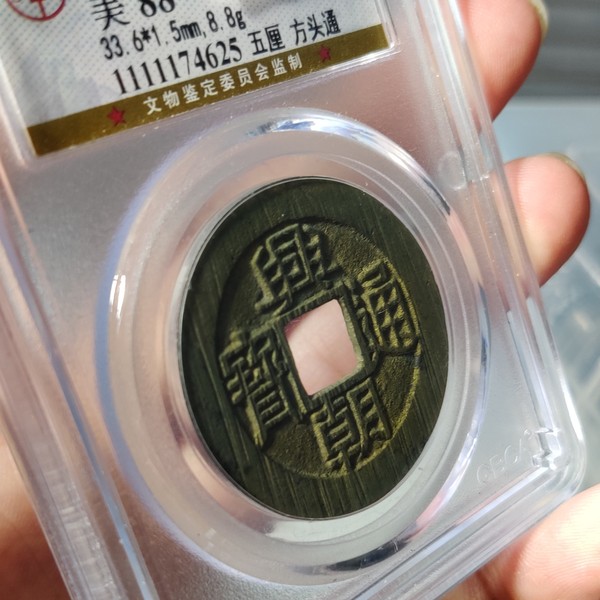 美 88
33.6*1.5mm,8.8g
1111174625 五厘 方头通
文物鉴定委员会监制
興朝通寶